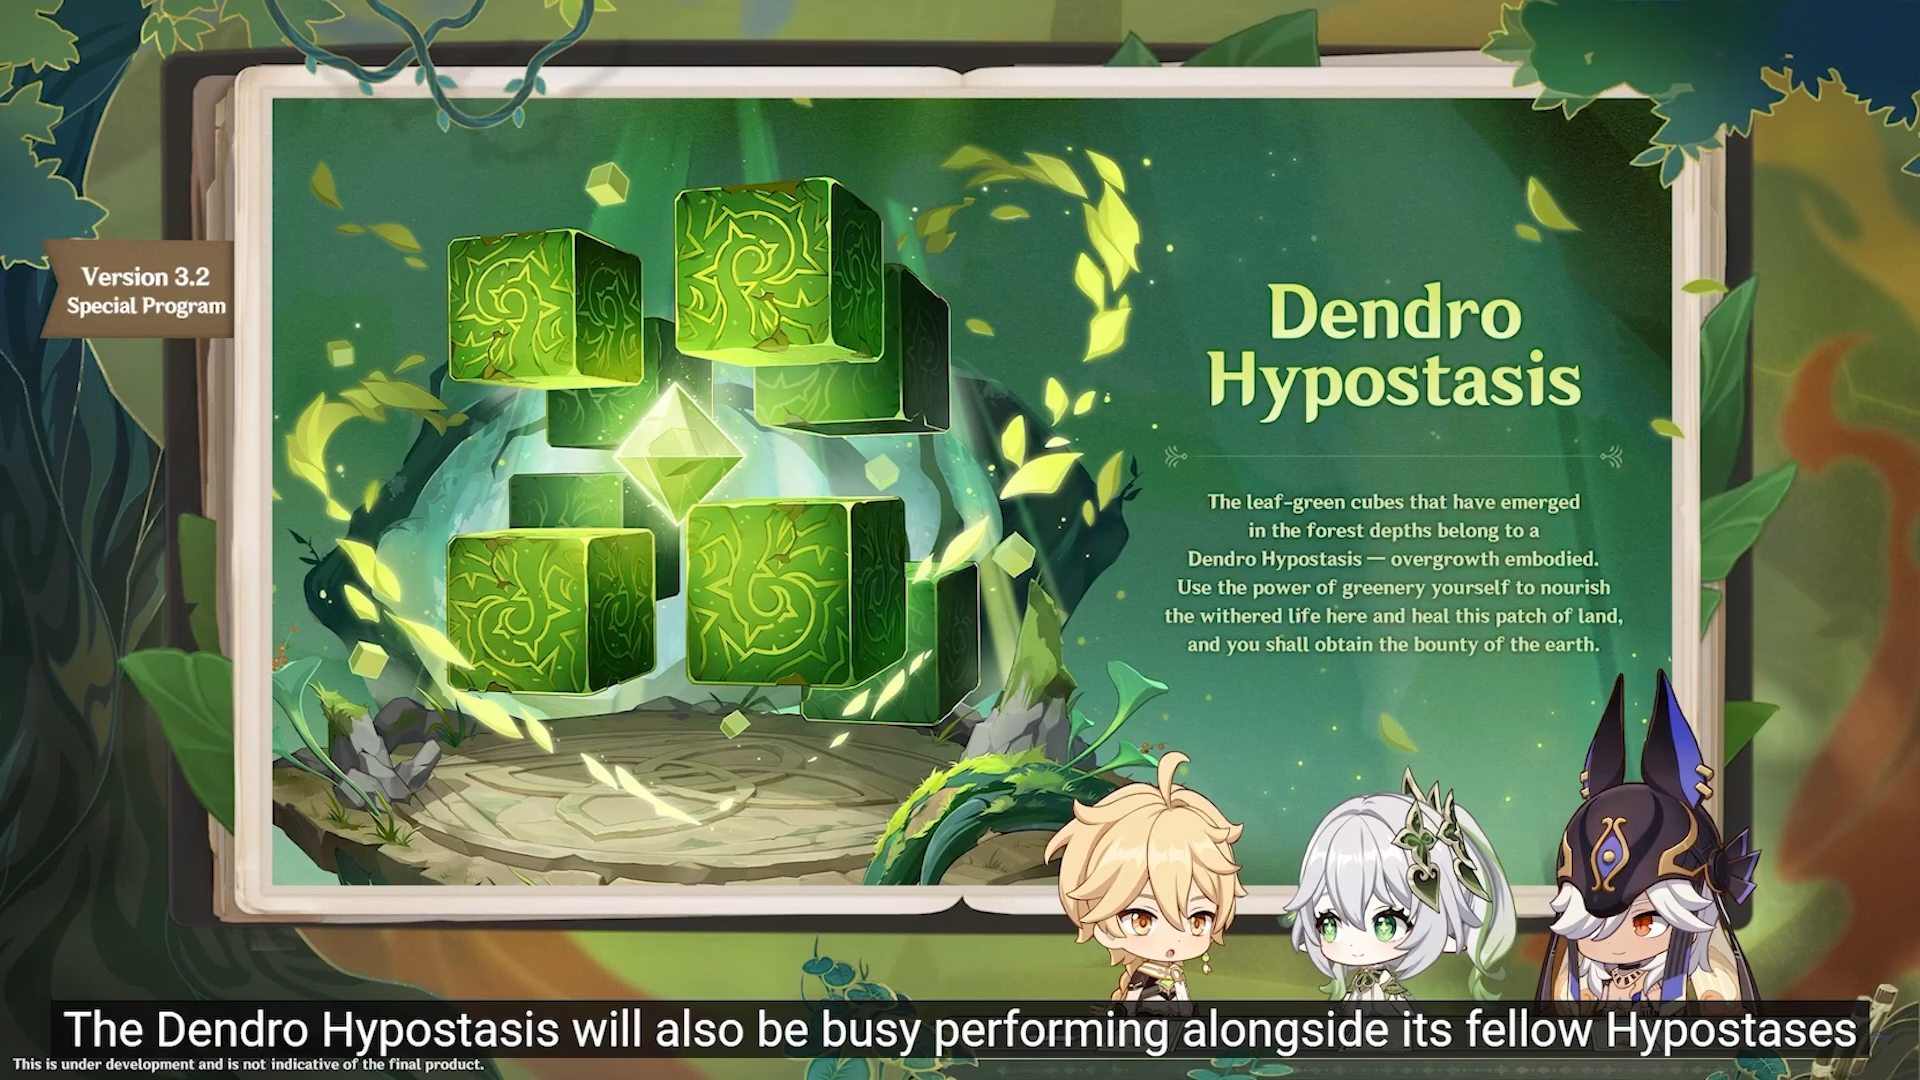 Version 3.2
Special Program
Dendro
Hypostasis
The leaf-green cubes that have emerged
in the forest depths belong to a
Dendro Hypostasis — overgrowth embodied.
Use the power of greenery yourself to nourish
the withered life here and heal this patch of land,
and you shall obtain the bounty of the earth.
The Dendro Hypostasis will also be busy performing alongside its fellow Hypostases
This is under development and is not indicative of the final product.